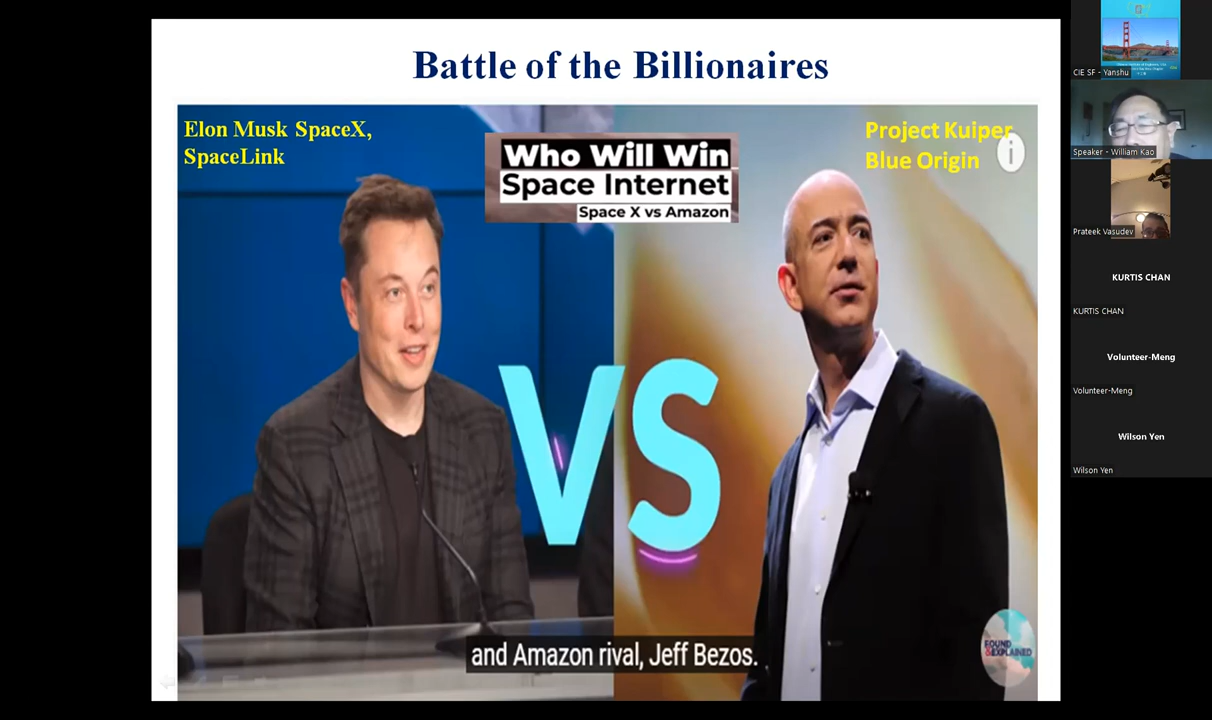 Battle of the Billionaires
Elon Musk SpaceX,
SpaceLink
Who Will Win
Space Internet
Space X vs Amazon
Project Kuiper
Blue Origin
i
VS
and Amazon rival, Jeff Bezos.
FOUND
&EXPLAINED
CIE SF - Yanshu
Speaker - William Kao
Prateek Vasudev
KURTIS CHAN
KURTIS CHAN
Volunteer-Meng
Volunteer-Meng
Wilson Yen
Wilson Yen